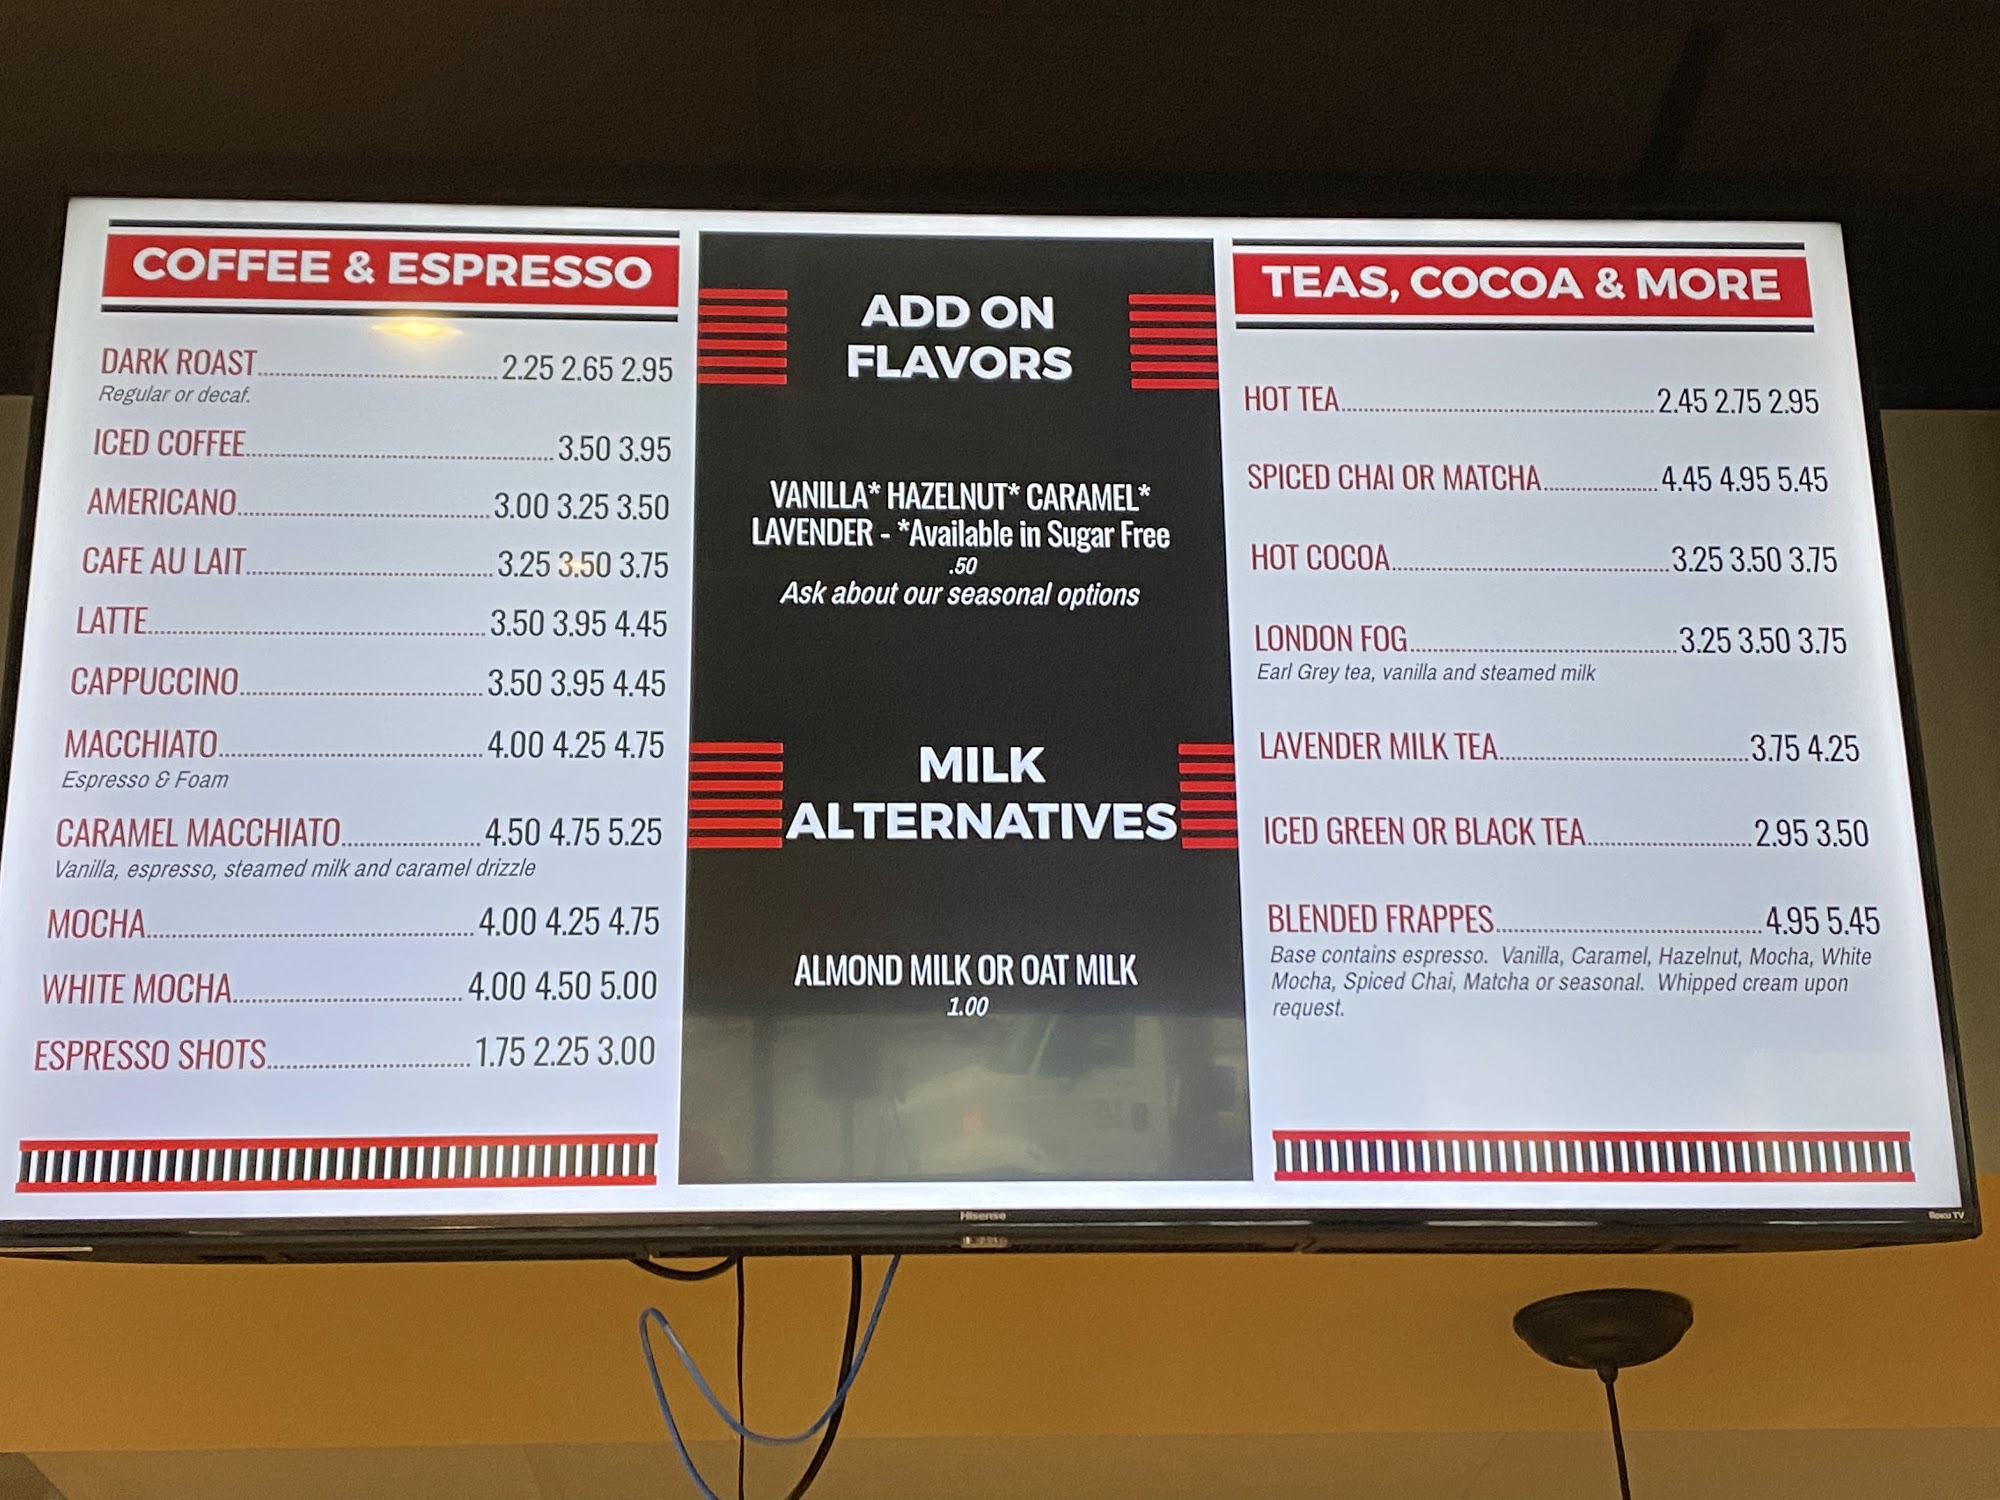 COFFEE & ESPRESSO
DARK ROAST 2.25 2.65 2.95
Regular or decaf.
ICED COFFEE 3.50 3.95
AMERICANO 3.00 3.25 3.50
CAFE AU LAIT 3.25 3.50 3.75
LATTE 3.50 3.95 4.45
CAPPUCCINO 3.50 3.95 4.45
MACCHIATO 4.00 4.25 4.75
Espresso & Foam
CARAMEL MACCHIATO 4.50 4.75 5.25
Vanilla, espresso, steamed milk and caramel drizzle
MOCHA 4.00 4.25 4.75
WHITE MOCHA 4.00 4.50 5.00
ESPRESSO SHOTS 1.75 2.25 3.00
ADD ON
FLAVORS
VANILLA* HAZELNUT* CARAMEL*
LAVENDER - *Available in Sugar Free
.50
Ask about our seasonal options
MILK
ALTERNATIVES
ALMOND MILK OR OAT MILK
1.00
TEAS, COCOA & MORE
HOT TEA 2.45 2.75 2.95
SPICED CHAI OR MATCHA 4.45 4.95 5.45
HOT COCOA 3.25 3.50 3.75
LONDON FOG 3.25 3.50 3.75
Earl Grey tea, vanilla and steamed milk
LAVENDER MILK TEA 3.75 4.25
ICED GREEN OR BLACK TEA 2.95 3.50
BLENDED FRAPPES 4.95 5.45
Base contains espresso. Vanilla, Caramel, Hazelnut, Mocha, White
Mocha, Spiced Chai, Matcha or seasonal. Whipped cream upon
request.
Hisense
Roku TV